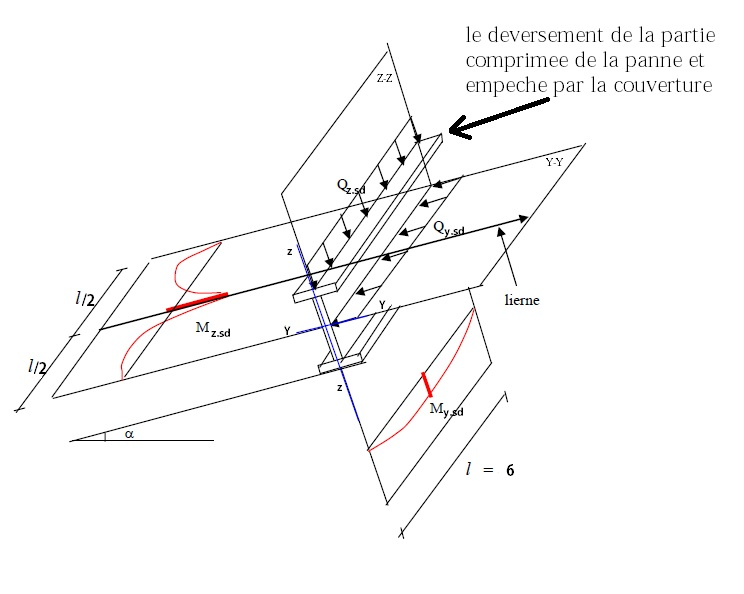 le deversement de la partie
comprimee de la panne et
empeche par la couverture
Z-Z
Y-Y
Qz.sd
Qy.sd
z
l/2
Mz.sd
Y
Y
lierne
l/2
z
My.sd
α
l = 6